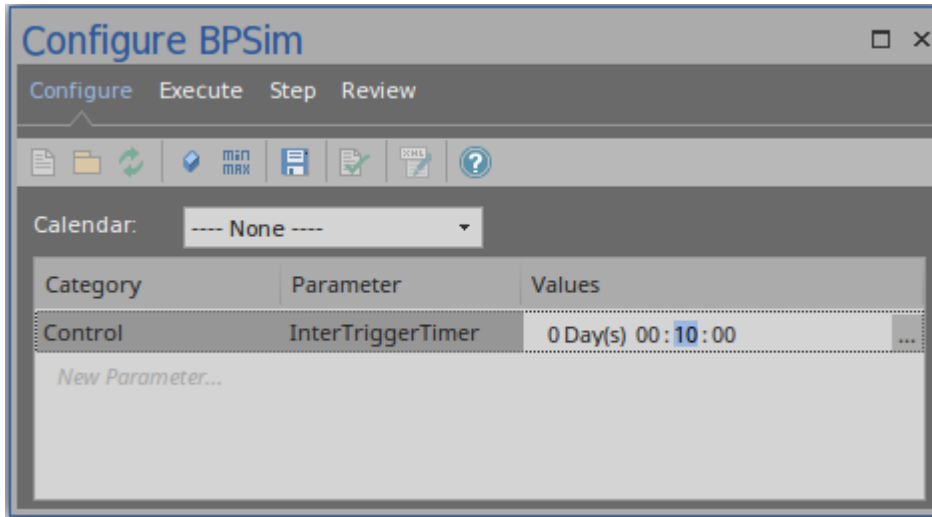 Configure BPSim
Configure Execute Step Review
min
max
XML
?
Calendar: ---- None ----
Category Parameter Values
Control InterTriggerTimer 0 Day(s) 00 : 10 : 00 ...
New Parameter...